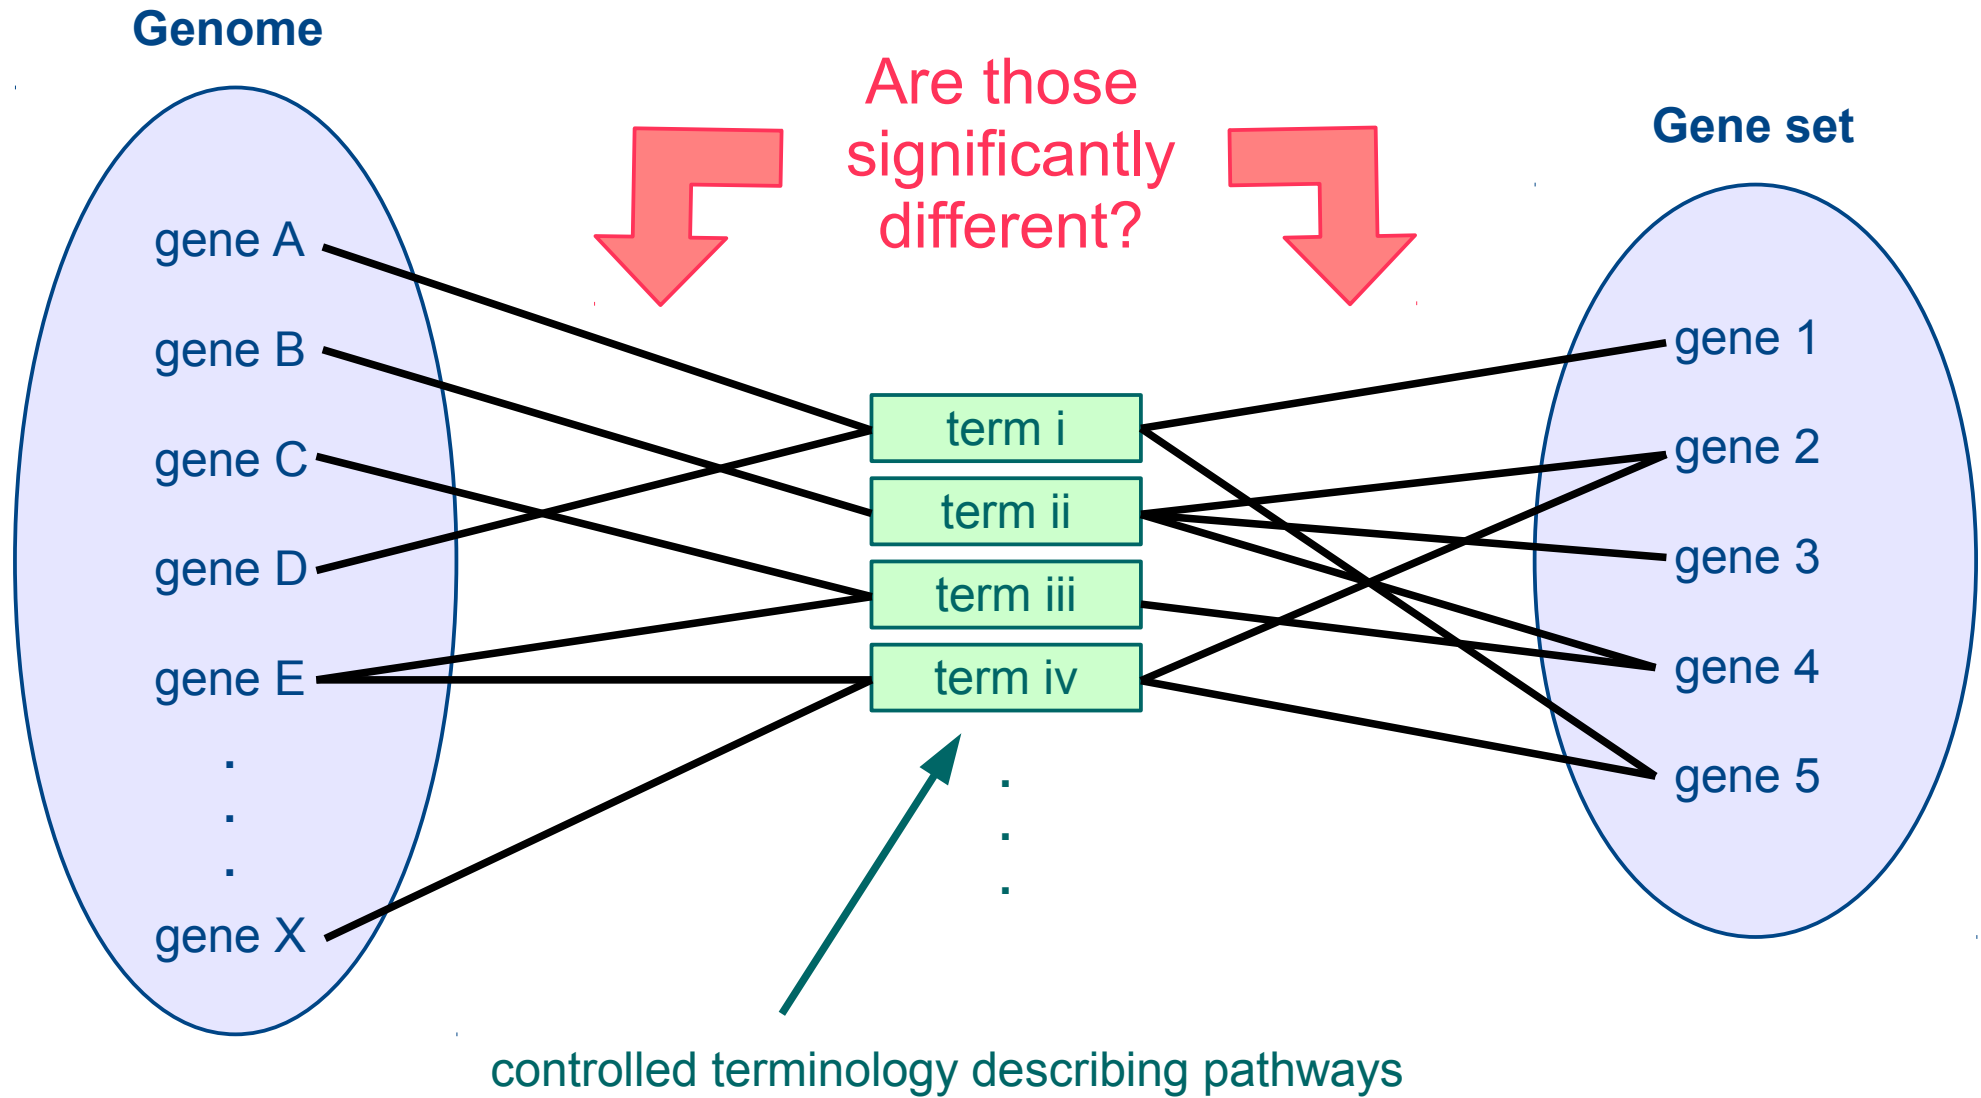 Genome
gene A
gene B
gene C
gene D
gene E
.
.
.
gene X
Are those
significantly
different?
term i
term ii
term iii
term iv
.
.
.
controlled terminology describing pathways
Gene set
gene 1
gene 2
gene 3
gene 4
gene 5